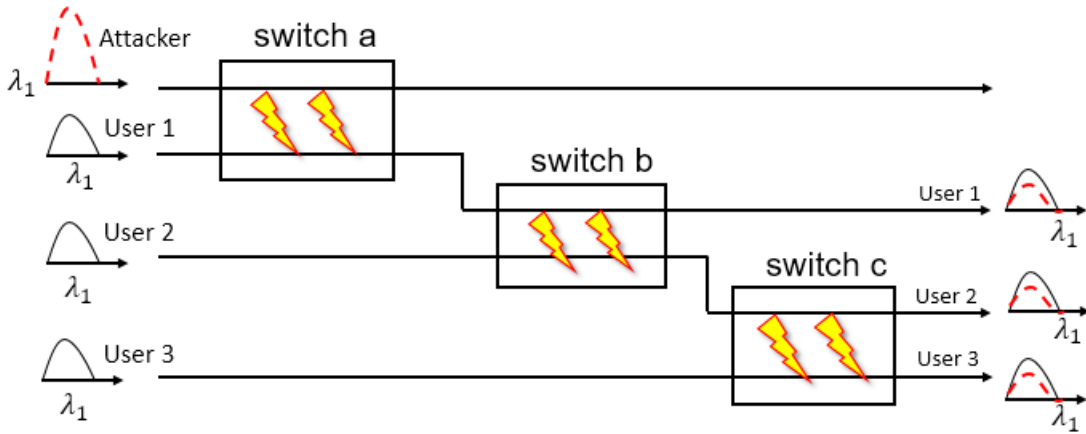 switch a
Attacker
λ₁
User 1
λ₁
switch b
User 1
λ₁
User 2
λ₁
switch c
User 2
λ₁
User 3
λ₁
User 3
λ₁